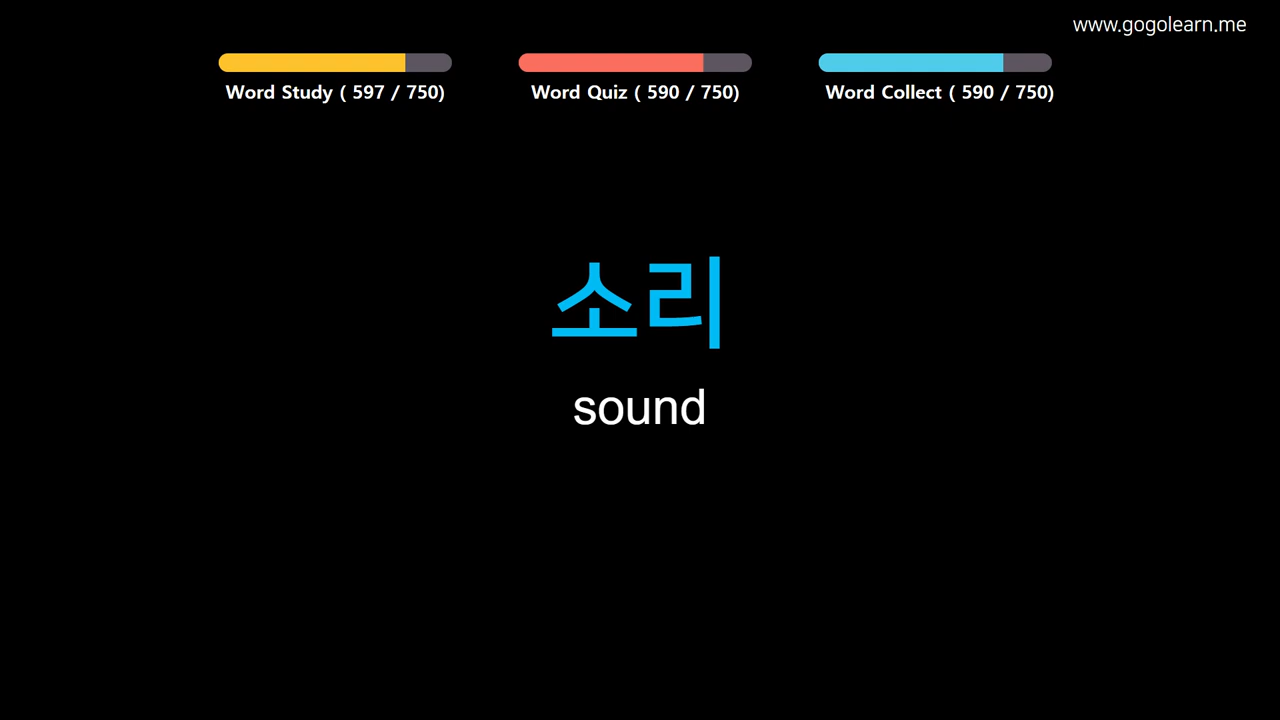 www.gogolearn.me
Word Study ( 597 / 750)
Word Quiz ( 590 / 750)
Word Collect ( 590 / 750)
소리
sound